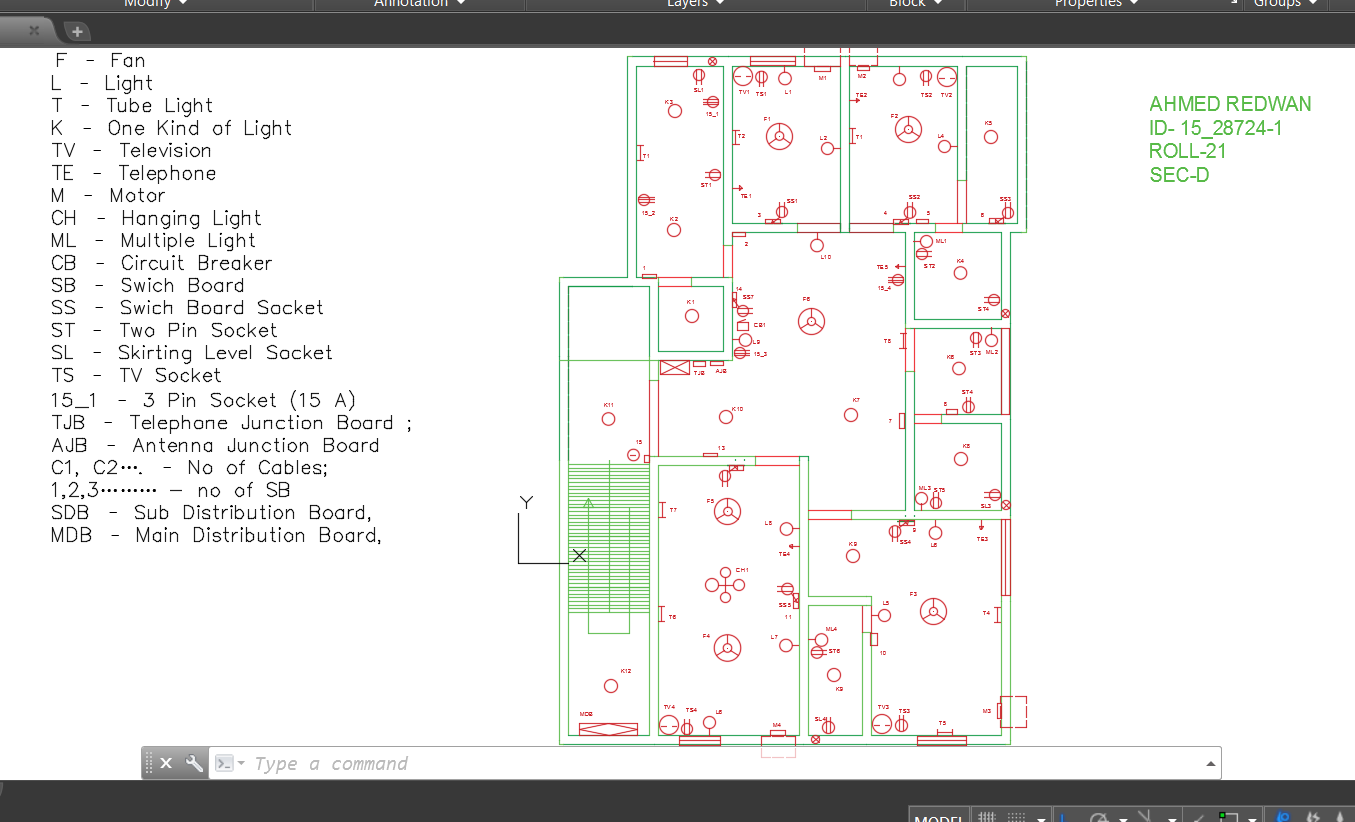 Modify
Annotation
Layers
Block
Properties
Groups
F - Fan
L - Light
T - Tube Light
K - One Kind of Light
TV - Television
TE - Telephone
M - Motor
CH - Hanging Light
ML - Multiple Light
CB - Circuit Breaker
SB - Swich Board
SS - Swich Board Socket
ST - Two Pin Socket
SL - Skirting Level Socket
TS - TV Socket
15_1 - 3 Pin Socket (15 A)
TJB - Telephone Junction Board ;
AJB - Antenna Junction Board
C1, C2.... - No of Cables;
1,2,3......... – no of SB
SDB - Sub Distribution Board,
MDB - Main Distribution Board,
AHMED REDWAN
ID- 15_28724-1
ROLL-21
SEC-D
M1
M2
SL1
TV1
TS1
L1
TE2
TS2
TV2
K3
15_1
F1
F2
K5
T2
L2
T1
L4
T1
ST1
TE1
15_2
SS1
SS2
SS3
3
4
5
6
K2
2
L10
ML1
TE5
ST2
K4
1
15_4
14
SS7
K1
CB1
F6
ST4
L9
15_3
T8
ST3
ML2
K6
TJB
AJB
ST4
8
K11
K10
K7
7
15
13
K8
ML3
ST5
SL3
Y
X
F5
T7
L8
TE4
9
SS4
L6
TE3
K9
CH1
SS5
11
F3
L5
T4
T6
F4
L7
ML4
ST6
10
K12
K9
MDB
TV4
TS4
L6
M4
SL4
TV3
TS3
T5
M3
Type a command
MODEL